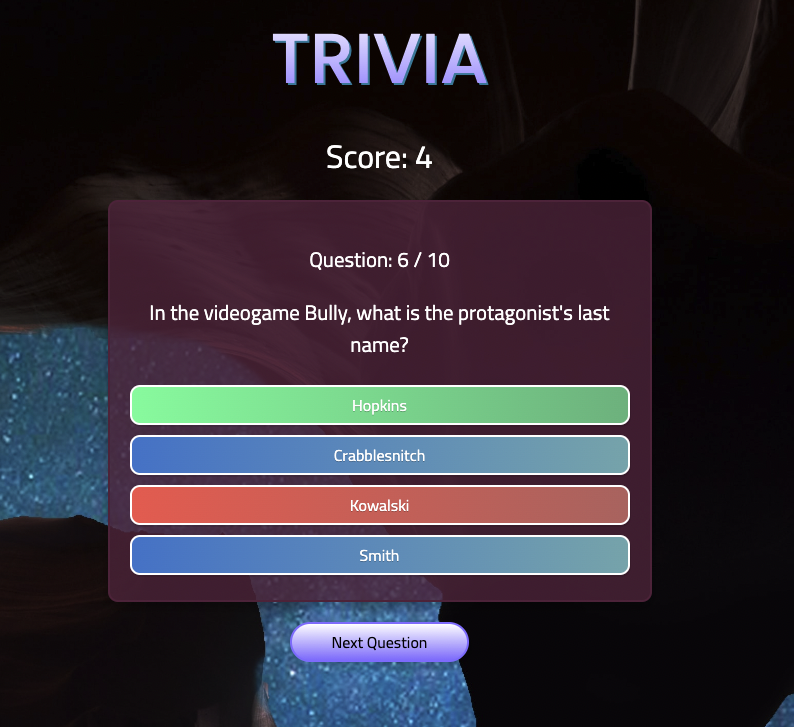 TRIVIA
Score: 4
Question: 6 / 10
In the videogame Bully, what is the protagonist's last
name?
Hopkins
Crabblesnitch
Kowalski
Smith
Next Question